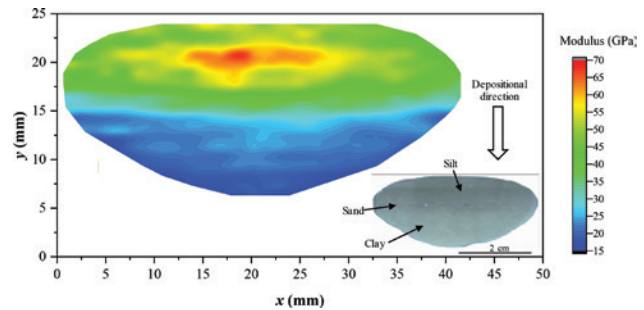 25
20
15
10
5
0
y (mm)
0 5 10 15 20 25 30 35 40 45 50
x (mm)
Depositional
direction
Silt
Sand
Clay
2 cm
Modulus (GPa)
70
65
60
55
50
45
40
35
30
25
20
15